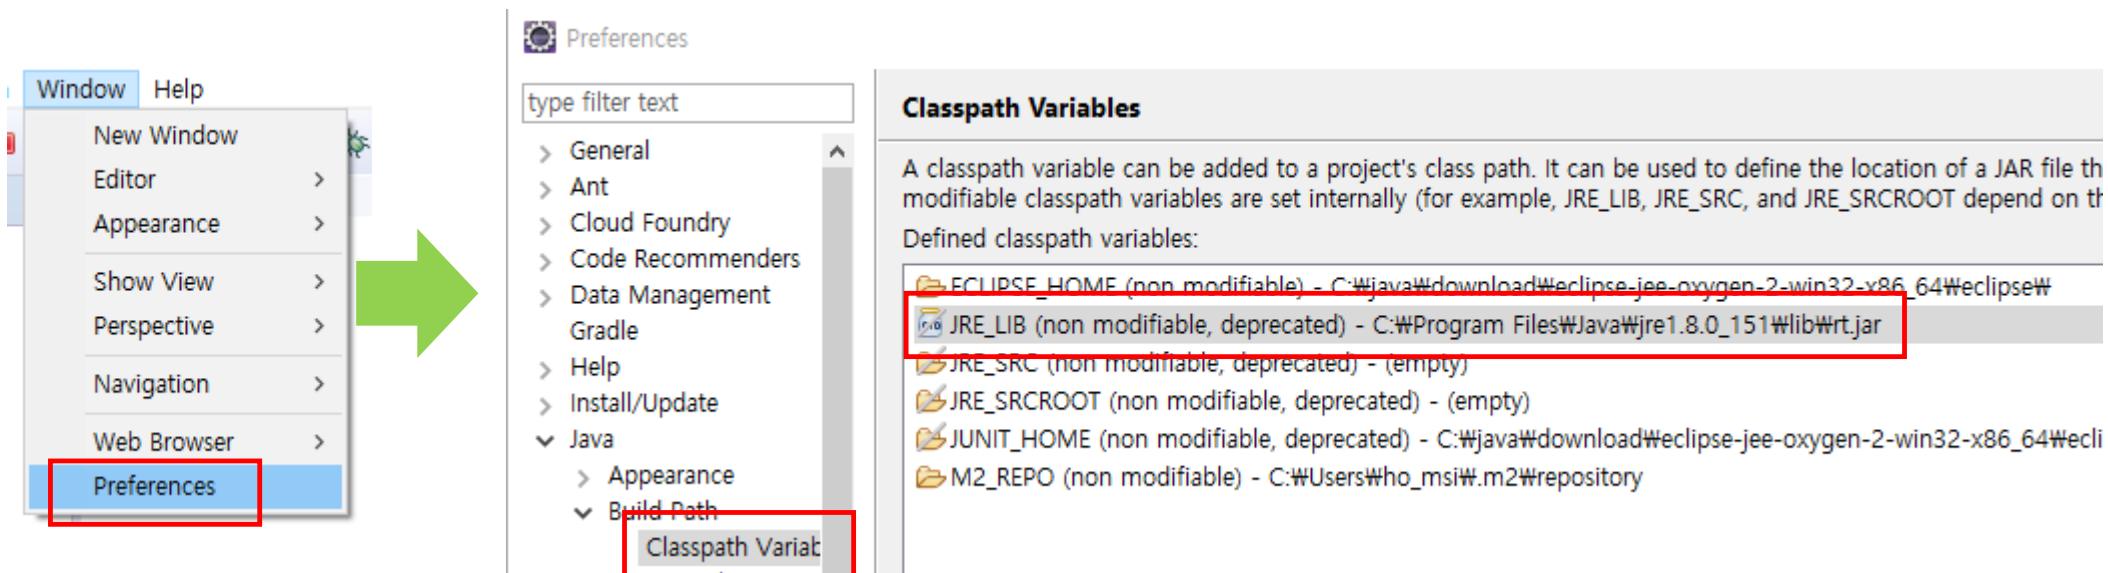 Window Help
New Window
Editor
Appearance
Show View
Perspective
Navigation
Web Browser
Preferences
Preferences
type filter text
General
Ant
Cloud Foundry
Code Recommenders
Data Management
Gradle
Help
Install/Update
Java
Appearance
Build Path
Classpath Variab
Classpath Variables
A classpath variable can be added to a project's class path. It can be used to define the location of a JAR file th
modifiable classpath variables are set internally (for example, JRE_LIB, JRE_SRC, and JRE_SRCROOT depend on th
Defined classpath variables:
ECLIPSE_HOME (non modifiable) - C:₩java₩download₩eclipse-jee-oxygen-2-win32-x86_64₩eclipse₩
JRE_LIB (non modifiable, deprecated) - C:₩Program Files₩Java₩jre1.8.0_151₩lib₩rt.jar
JRE_SRC (non modifiable, deprecated) - (empty)
JRE_SRCROOT (non modifiable, deprecated) - (empty)
JUNIT_HOME (non modifiable, deprecated) - C:₩java₩download₩eclipse-jee-oxygen-2-win32-x86_64₩ecli
M2_REPO (non modifiable) - C:₩Users₩ho_msi₩.m2₩repository